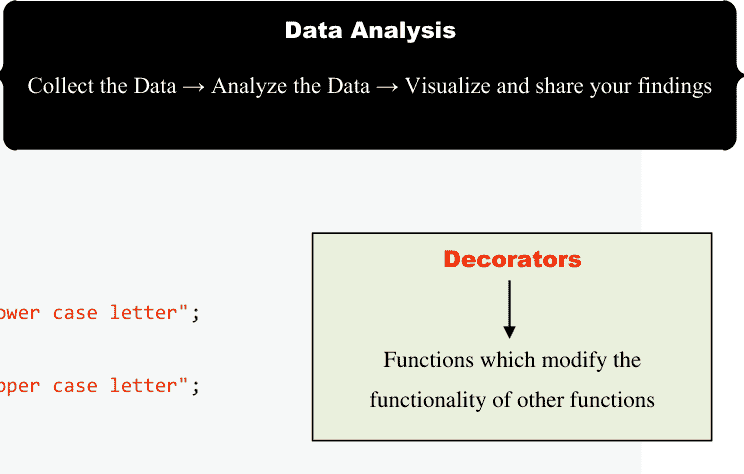 Data Analysis
Collect the Data → Analyze the Data → Visualize and share your findings
Decorators
ower case letter";
Functions which modify the
pper case letter";
functionality of other functions